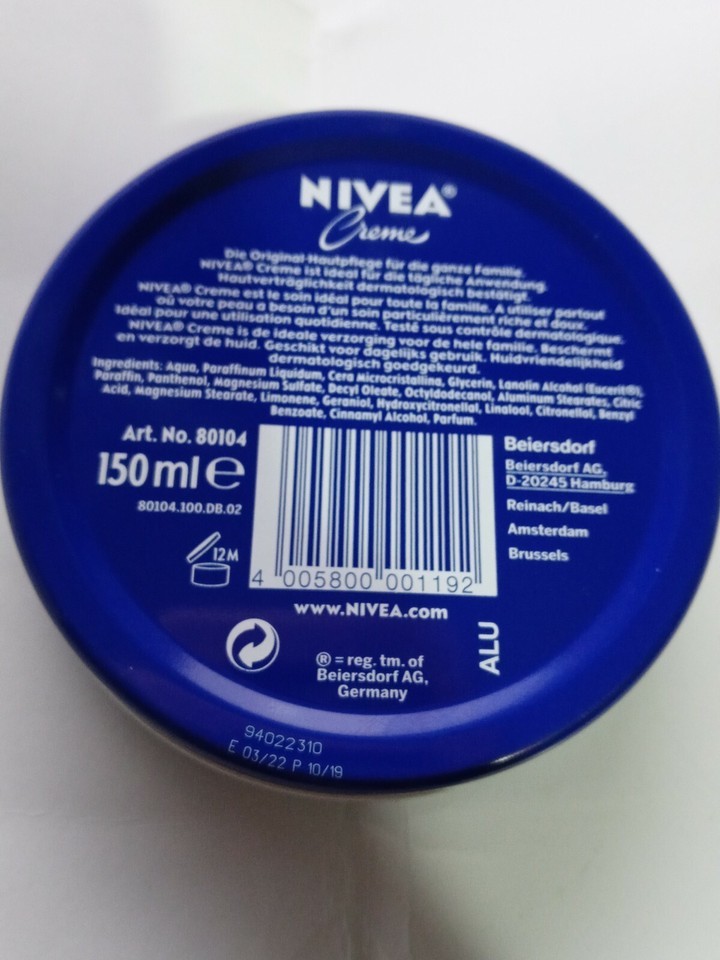 NIVEA®
Creme
Die Original-Hautpflege für die ganze Familie.
NIVEA® Creme ist ideal für die tägliche Anwendung.
Hautverträglichkeit dermatologisch bestätigt.
NIVEA® Creme est le soin idéal pour toute la famille. A utiliser partout
où votre peau a besoin d'un soin particulièrement riche et doux.
Idéal pour une utilisation quotidienne. Testé sous contrôle dermatologique.
NIVEA® Creme is de ideale verzorging voor de hele familie. Beschermt
en verzorgt de huid. Geschikt voor dagelijks gebruik. Huidvriendelijkheid
dermatologisch goedgekeurd.
Ingredients: Aqua, Paraffinum Liquidum, Cera Microcristallina, Glycerin, Lanolin Alcohol (Eucerit®),
Paraffin, Panthenol, Magnesium Sulfate, Decyl Oleate, Octyldodecanol, Aluminum Stearates, Citric
Acid, Magnesium Stearate, Limonene, Geraniol, Hydroxycitronellal, Linalool, Citronellol, Benzyl
Benzoate, Cinnamyl Alcohol, Parfum.
Art. No. 80104
150 ml e
80104.100.DB.02
12M
4 005800 001192
Beiersdorf
Beiersdorf AG,
D-20245 Hamburg
Reinach/Basel
Amsterdam
Brussels
www.NIVEA.com
® = reg. tm. of
Beiersdorf AG,
Germany
ALU
94022310
E 03/22 P 10/19